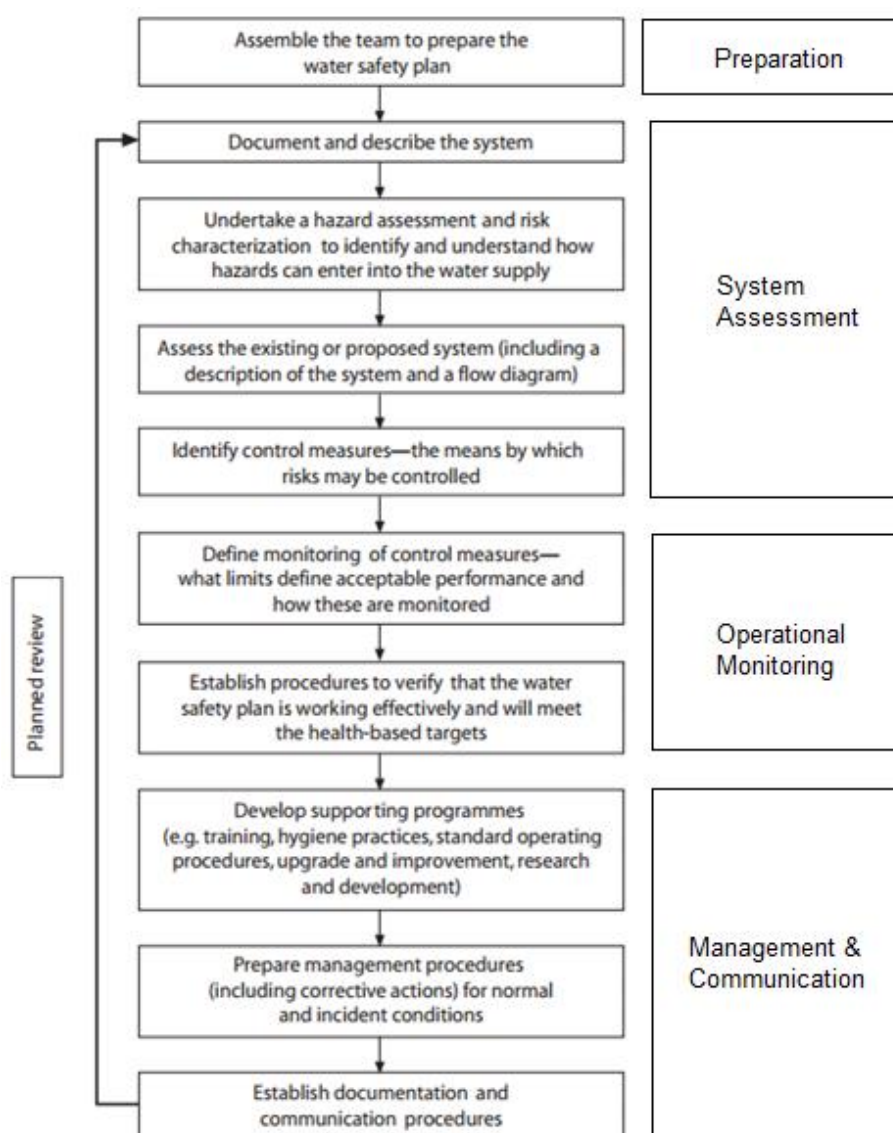 Assemble the team to prepare the
water safety plan
Preparation
Document and describe the system
Undertake a hazard assessment and risk
characterization to identify and understand how
hazards can enter into the water supply
Assess the existing or proposed system (including a
description of the system and a flow diagram)
Identify control measures—the means by which
risks may be controlled
System
Assessment
Define monitoring of control measures—
what limits define acceptable performance and
how these are monitored
Establish procedures to verify that the water
safety plan is working effectively and will meet
the health-based targets
Operational
Monitoring
Planned review
Develop supporting programmes
(e.g. training, hygiene practices, standard operating
procedures, upgrade and improvement, research
and development)
Prepare management procedures
(including corrective actions) for normal
and incident conditions
Establish documentation and
communication procedures
Management &
Communication